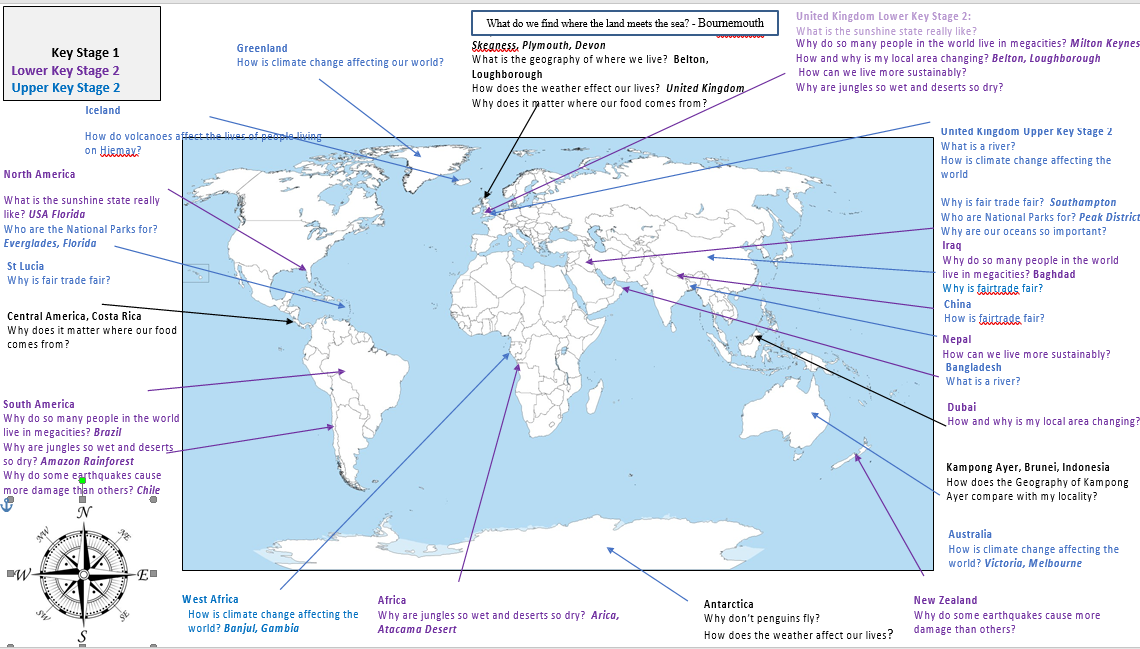 Key Stage 1
Lower Key Stage 2
Upper Key Stage 2
Greenland
How is climate change affecting our world?
What do we find where the land meets the sea? - Bournemouth
Skegness, Plymouth, Devon
What is the geography of where we live? Belton,
Loughborough
How does the weather effect our lives? United Kingdom
Why does it matter where our food comes from?
United Kingdom Lower Key Stage 2:
What is the sunshine state really like?
Why do so many people in the world live in megacities? Milton Keynes
How and why is my local area changing? Belton, Loughborough
How can we live more sustainably?
Why are jungles so wet and deserts so dry?
Iceland
How do volcanoes affect the lives of people living
on Hiemay?
North America
What is the sunshine state really
like? USA Florida
Who are the National Parks for?
Everglades, Florida
St Lucia
Why is fair trade fair?
Central America, Costa Rica
Why does it matter where our food
comes from?
South America
Why do so many people in the world
live in megacities? Brazil
Why are jungles so wet and deserts
so dry? Amazon Rainforest
Why do some earthquakes cause
more damage than others? Chile
N
NW
NE
W
E
SW
SE
S
United Kingdom Upper Key Stage 2
What is a river?
How is climate change affecting the
world
Why is fair trade fair? Southampton
Who are National Parks for? Peak District
Why are our oceans so important?
Iraq
Why do so many people in the world
live in megacities? Baghdad
Why is fairtrade fair?
China
How is fairtrade fair?
Nepal
How can we live more sustainably?
Bangladesh
What is a river?
Dubai
How and why is my local area changing?
Kampong Ayer, Brunei, Indonesia
How does the Geography of Kampong
Ayer compare with my locality?
Australia
How is climate change affecting the
world? Victoria, Melbourne
West Africa
How is climate change affecting the
world? Banjul, Gambia
Africa
Why are jungles so wet and deserts so dry? Arica,
Atacama Desert
Antarctica
Why don't penguins fly?
How does the weather affect our lives?
New Zealand
Why do some earthquakes cause more
damage than others?